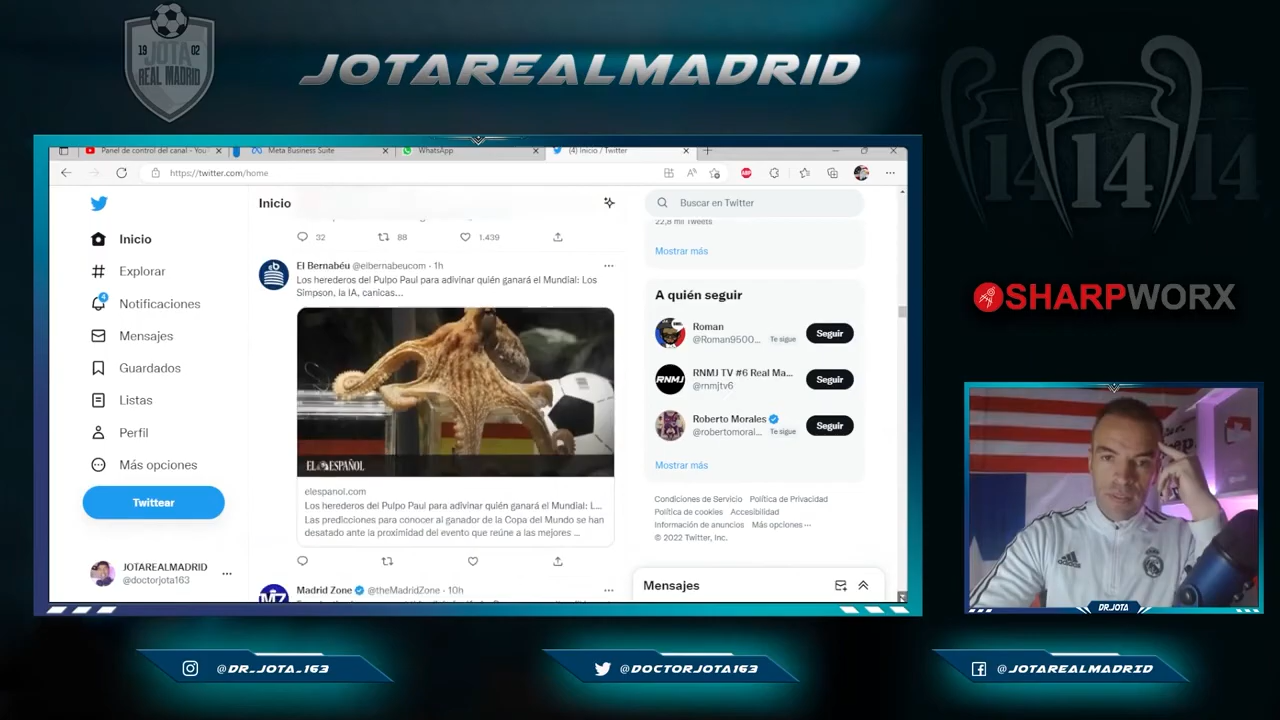 19 02
JOTA
REAL MADRID
JOTAREALMADRID
14 14 14
Panel de control del canal - You
Meta Business Suite
WhatsApp
(4) Inicio / Twitter
https://twitter.com/home
ABP
Inicio
Buscar en Twitter
22,8 mil Tweets
Mostrar más
32
88
1.439
4
Inicio
Explorar
Notificaciones
Mensajes
Guardados
Listas
Perfil
Más opciones
Twittear
JOTAREALMADRID
@doctorjota163
El Bernabéu @elbernabeucom · 1h
Los herederos del Pulpo Paul para adivinar quién ganará el Mundial: Los
Simpson, la IA, canicas...
EL ESPAÑOL
elespanol.com
Los herederos del Pulpo Paul para adivinar quién ganará el Mundial: L...
Las predicciones para conocer al ganador de la Copa del Mundo se han
desatado ante la proximidad del evento que reúne a las mejores ...
Madrid Zone @theMadridZone · 10h
A quién seguir
Roman
@Roman9500... Te sigue
Seguir
RNMJ
RNMJ TV #6 Real Ma...
@rnmjtv6
Seguir
Roberto Morales
@robertomoral... Te sigue
Seguir
Mostrar más
Condiciones de Servicio Política de Privacidad
Política de cookies Accesibilidad
Información de anuncios Más opciones ···
© 2022 Twitter, Inc.
Mensajes
SHARPWORX
adidas
DR.JOTA
@DR_JOTA_163
@DOCTORJOTA163
@JOTAREALMADRID